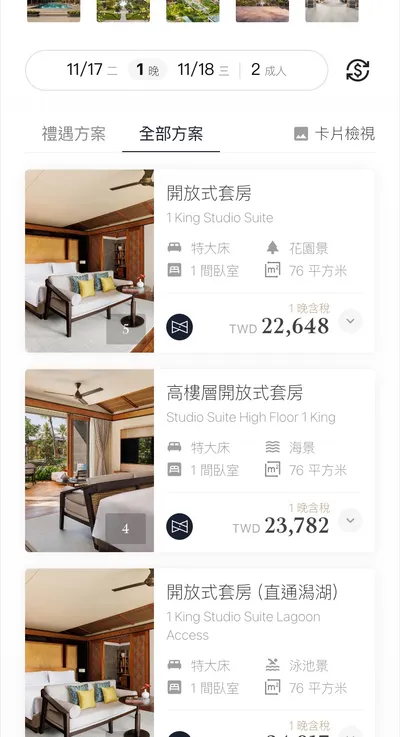 11/17 二 1 晚 11/18 三 2 成人
禮遇方案 全部方案 卡片檢視
開放式套房
1 King Studio Suite
特大床 花園景
1 間臥室 m² 76 平方米
5
1 晚含稅
TWD 22,648
高樓層開放式套房
Studio Suite High Floor 1 King
特大床 海景
1 間臥室 m² 76 平方米
4
1 晚含稅
TWD 23,782
開放式套房 (直通潟湖)
1 King Studio Suite Lagoon
Access
特大床 泳池景
1 間臥室 m² 76 平方米
1 晚含稅